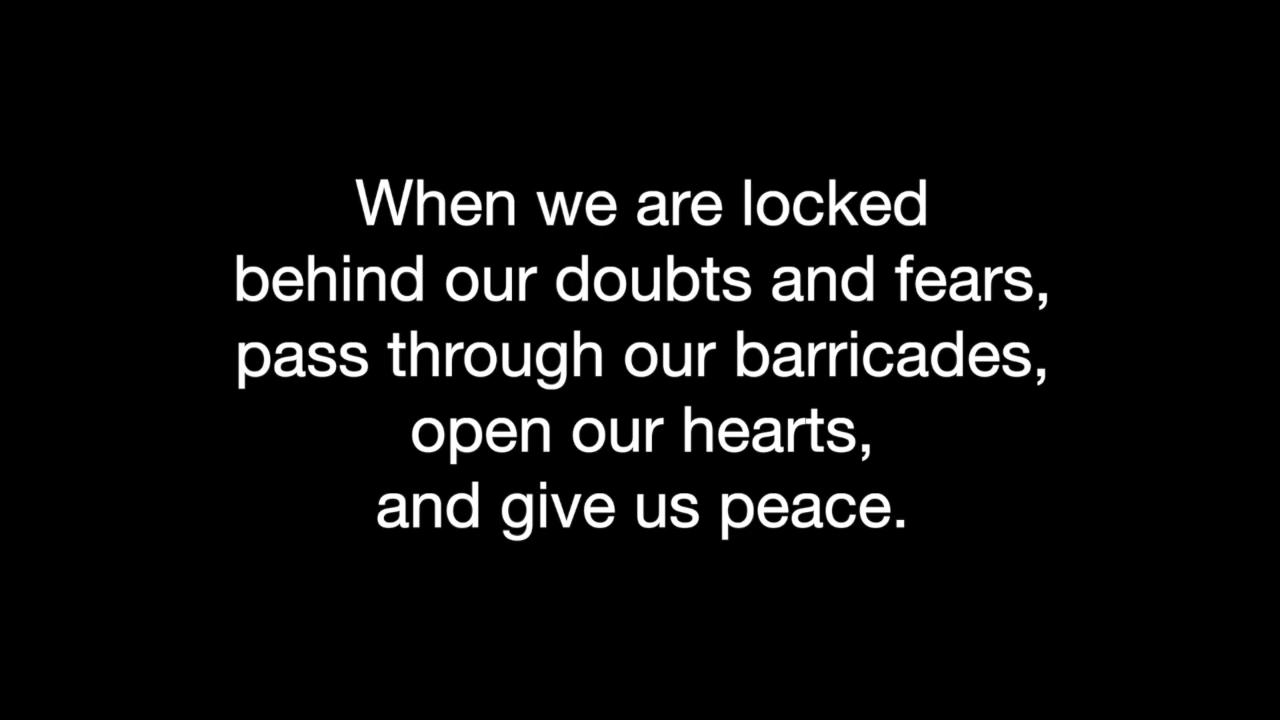 When we are locked
behind our doubts and fears,
pass through our barricades,
open our hearts,
and give us peace.